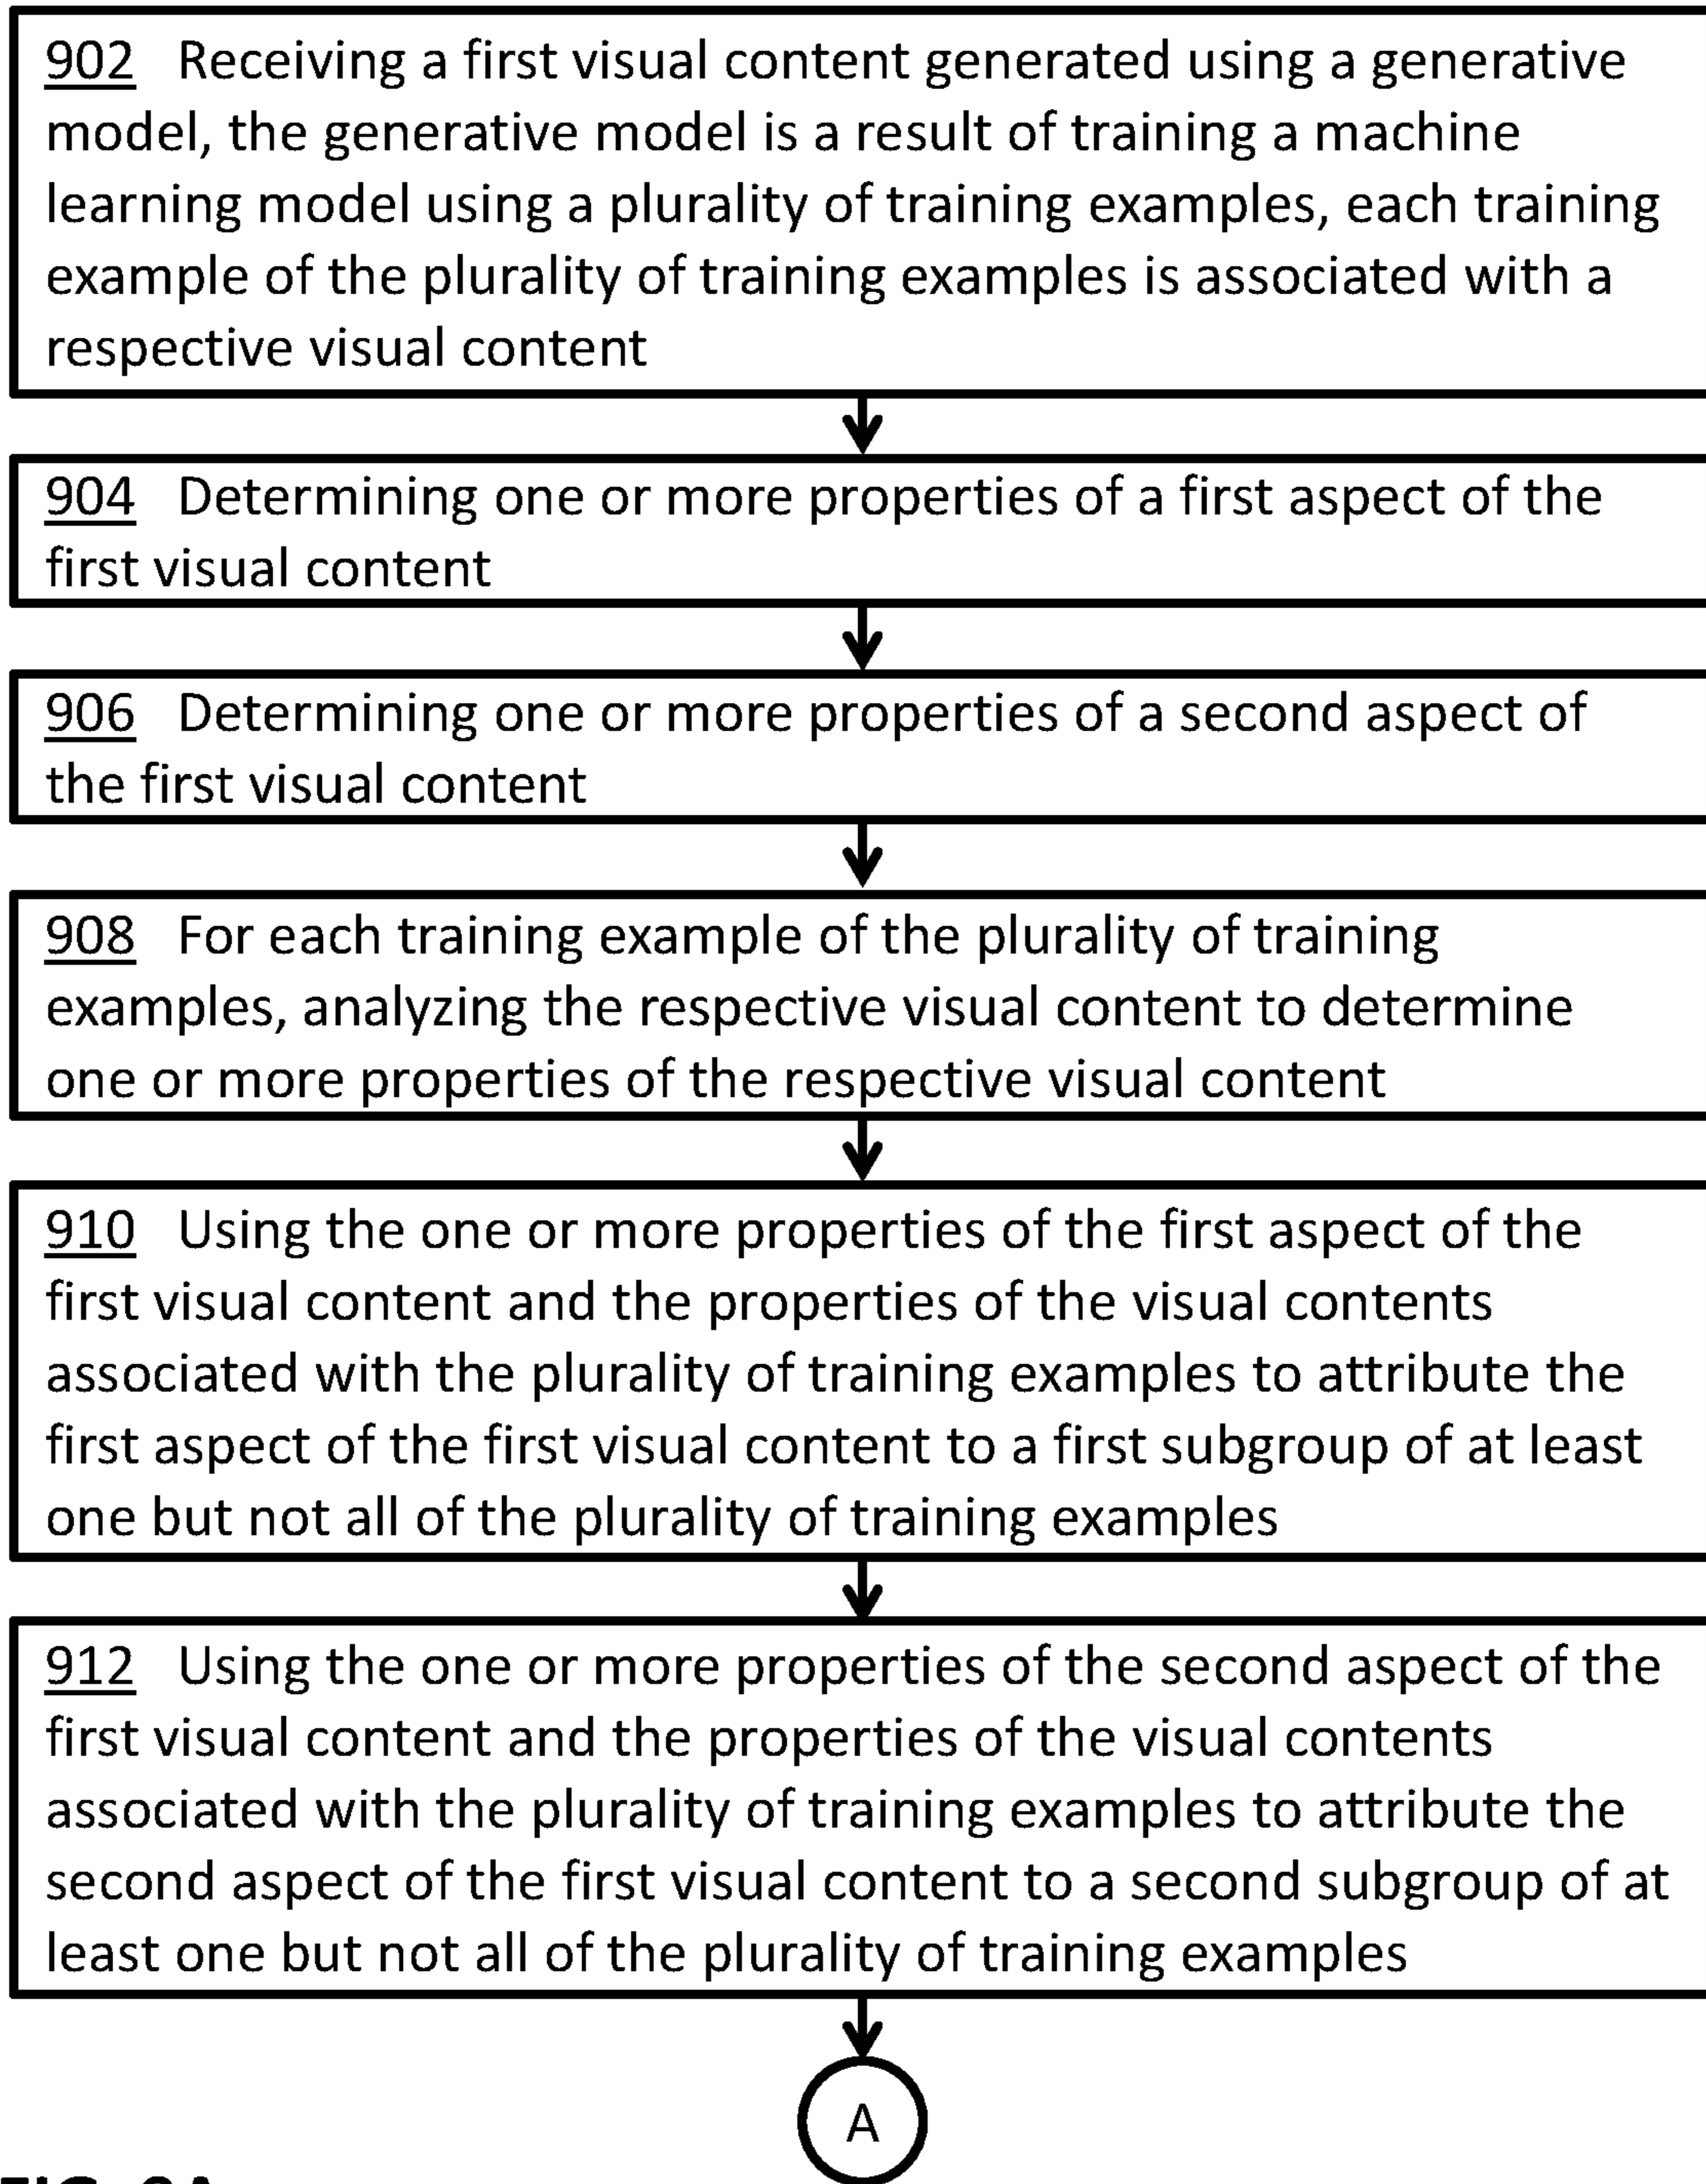 902 Receiving a first visual content generated using a generative
model, the generative model is a result of training a machine
learning model using a plurality of training examples, each training
example of the plurality of training examples is associated with a
respective visual content
904 Determining one or more properties of a first aspect of the
first visual content
906 Determining one or more properties of a second aspect of
the first visual content
908 For each training example of the plurality of training
examples, analyzing the respective visual content to determine
one or more properties of the respective visual content
910 Using the one or more properties of the first aspect of the
first visual content and the properties of the visual contents
associated with the plurality of training examples to attribute the
first aspect of the first visual content to a first subgroup of at least
one but not all of the plurality of training examples
912 Using the one or more properties of the second aspect of the
first visual content and the properties of the visual contents
associated with the plurality of training examples to attribute the
second aspect of the first visual content to a second subgroup of at
least one but not all of the plurality of training examples
A